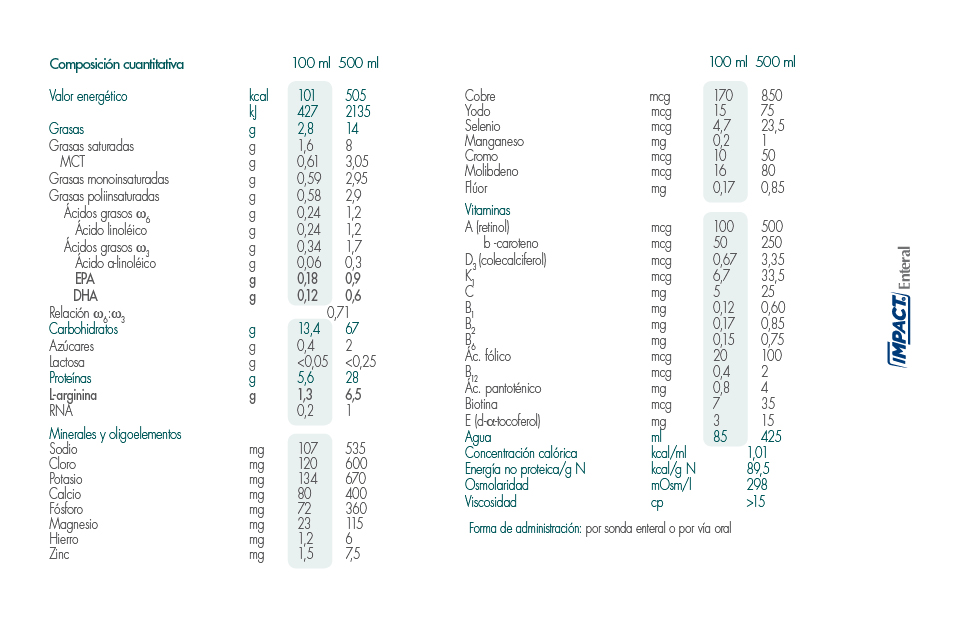 Composición cuantitativa 100 ml 500 ml
Valor energético kcal 101 505
kJ 427 2135
Grasas g 2,8 14
Grasas saturadas g 1,6 8
MCT g 0,61 3,05
Grasas monoinsaturadas g 0,59 2,95
Grasas poliinsaturadas g 0,58 2,9
Ácidos grasos ω6 g 0,24 1,2
Ácido linoléico g 0,24 1,2
Ácidos grasos ω3 g 0,34 1,7
Ácido α-linoléico g 0,06 0,3
EPA g 0,18 0,9
DHA g 0,12 0,6
Relación ω6:ω3 0,71
Carbohidratos g 13,4 67
Azúcares g 0,4 2
Lactosa g <0,05 <0,25
Proteínas g 5,6 28
L-arginina g 1,3 6,5
RNA 0,2 1
Minerales y oligoelementos
Sodio mg 107 535
Cloro mg 120 600
Potasio mg 134 670
Calcio mg 80 400
Fósforo mg 72 360
Magnesio mg 23 115
Hierro mg 1,2 6
Zinc mg 1,5 7,5
100 ml 500 ml
Cobre mcg 170 850
Yodo mcg 15 75
Selenio mcg 4,7 23,5
Manganeso mg 0,2 1
Cromo mcg 10 50
Molibdeno mcg 16 80
Flúor mg 0,17 0,85
Vitaminas
A (retinol) mcg 100 500
b -caroteno mcg 50 250
D3 (colecalciferol) mcg 0,67 3,35
K1 mcg 6,7 33,5
C mg 5 25
B1 mg 0,12 0,60
B2 mg 0,17 0,85
B6 mg 0,15 0,75
Ác. fólico mcg 20 100
B12 mcg 0,4 2
Ác. pantoténico mg 0,8 4
Biotina mcg 7 35
E (d-α-tocoferol) mg 3 15
Agua ml 85 425
Concentración calórica kcal/ml 1,01
Energía no proteica/g N kcal/g N 89,5
Osmolaridad mOsm/l 298
Viscosidad cp >15
Forma de administración: por sonda enteral o por vía oral
IMPACT. Enteral